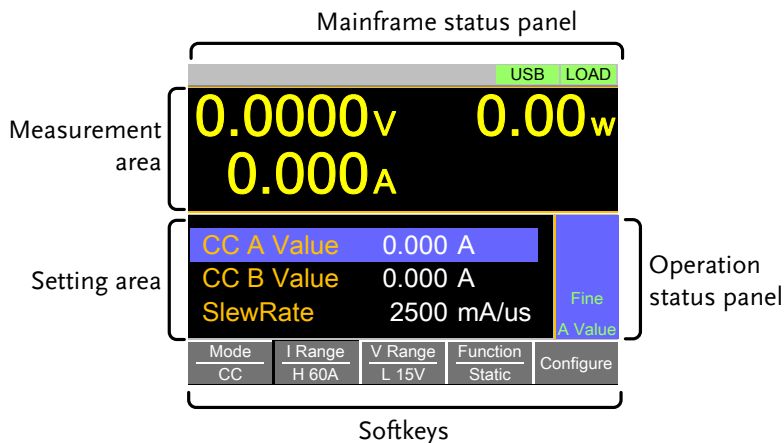 Mainframe status panel
USB LOAD
Measurement
area
0.0000V 0.00W
0.000A
Setting area
CC A Value 0.000 A
CC B Value 0.000 A
SlewRate 2500 mA/us
Fine
A Value
Operation
status panel
Mode I Range V Range Function Configure
CC H 60A L 15V Static
Softkeys